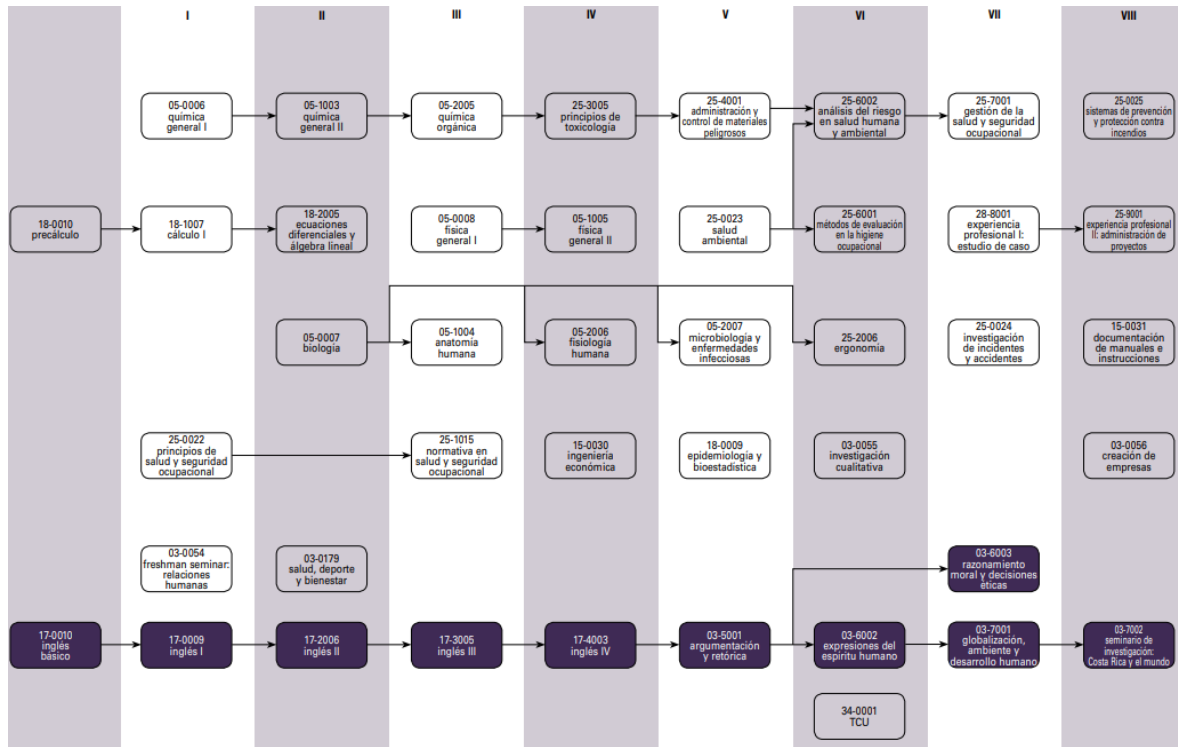 I
II
III
IV
V
VI
VII
VIII
05-0006
química
general I
05-1003
química
general II
05-2005
química
orgánica
25-3005
principios de
toxicología
25-4001
administración y
control de materiales
peligrosos
25-6002
análisis del riesgo
en salud humana
y ambiental
25-7001
gestión de la
salud y seguridad
ocupacional
25-0025
sistemas de prevención
y protección contra
incendios
18-0010
precálculo
18-1007
cálculo I
18-2005
ecuaciones
diferenciales y
álgebra lineal
05-0008
física
general I
05-1005
física
general II
25-0023
salud
ambiental
25-6001
métodos de evaluación
en la higiene
ocupacional
28-8001
experiencia
profesional I:
estudio de caso
25-9001
experiencia profesional
II: administración de
proyectos
05-0007
biología
05-1004
anatomía
humana
05-2006
fisiología
humana
05-2007
microbiología y
enfermedades
infecciosas
25-2006
ergonomía
25-0024
investigación
de incidentes
y accidentes
15-0031
documentación
de manuales e
instrucciones
25-0022
principios de
salud y seguridad
ocupacional
25-1015
normativa en
salud y seguridad
ocupacional
15-0030
ingeniería
económica
18-0009
epidemiología y
bioestadística
03-0055
investigación
cualitativa
03-0056
creación de
empresas
03-0054
freshman seminar:
relaciones
humanas
03-0179
salud, deporte
y bienestar
03-6003
razonamiento
moral y decisiones
éticas
17-0010
inglés
básico
17-0009
inglés I
17-2006
inglés II
17-3005
inglés III
17-4003
inglés IV
03-5001
argumentación
y retórica
03-6002
expresiones del
espíritu humano
03-7001
globalización,
ambiente y
desarrollo humano
03-7002
seminario de
investigación:
Costa Rica y el mundo
34-0001
TCU